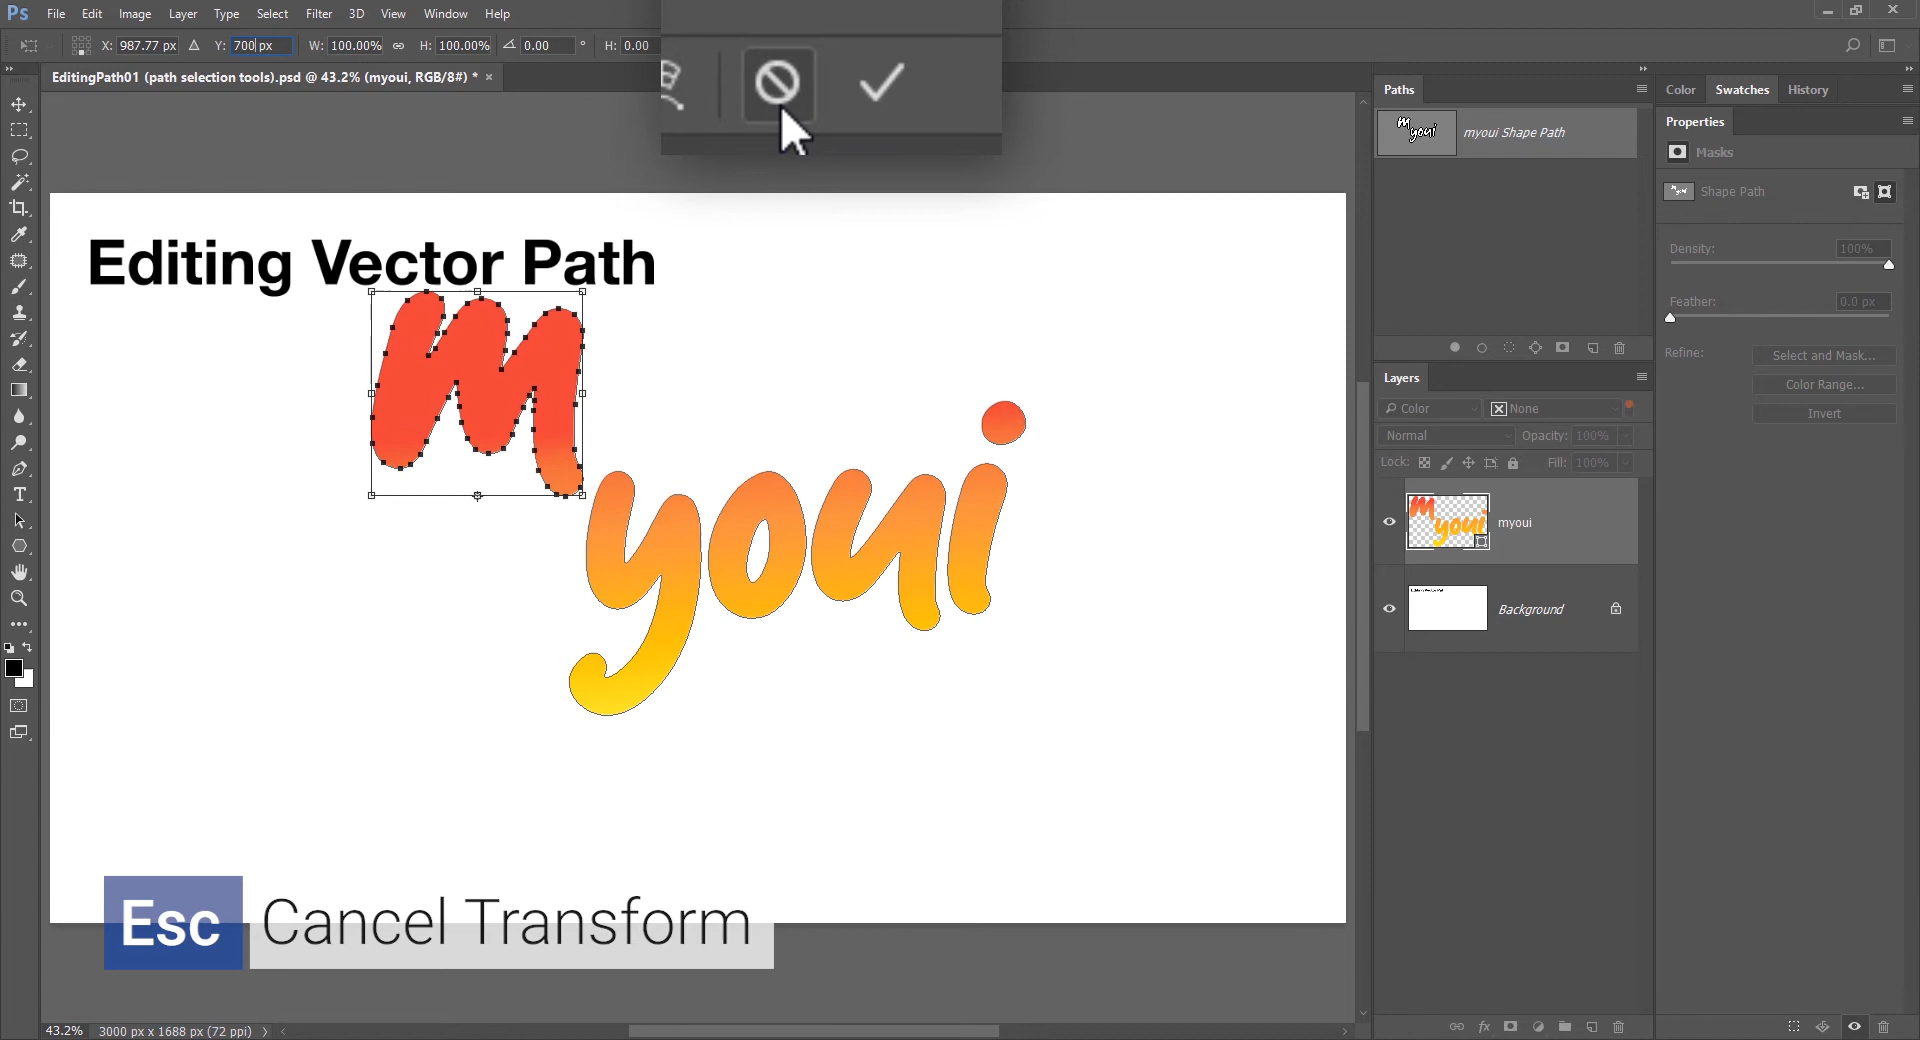 Ps File Edit Image Layer Type Select Filter 3D View Window Help
X: 987.77 px Y: 700 px W: 100.00% H: 100.00% 0.00 ° H: 0.00
EditingPath01 (path selection tools).psd @ 43.2% (myoui, RGB/8#) * ×
Paths
myoui Shape Path
Color Swatches History
Properties
Masks
Shape Path
Density: 100%
Feather: 0.0 px
Refine: Select and Mask...
Color Range...
Invert
Editing Vector Path
m
youi
Layers
Color None
Normal Opacity: 100%
Lock: Fill: 100%
myoui
Background
Esc Cancel Transform
43.2% 3000 px x 1688 px (72 ppi)